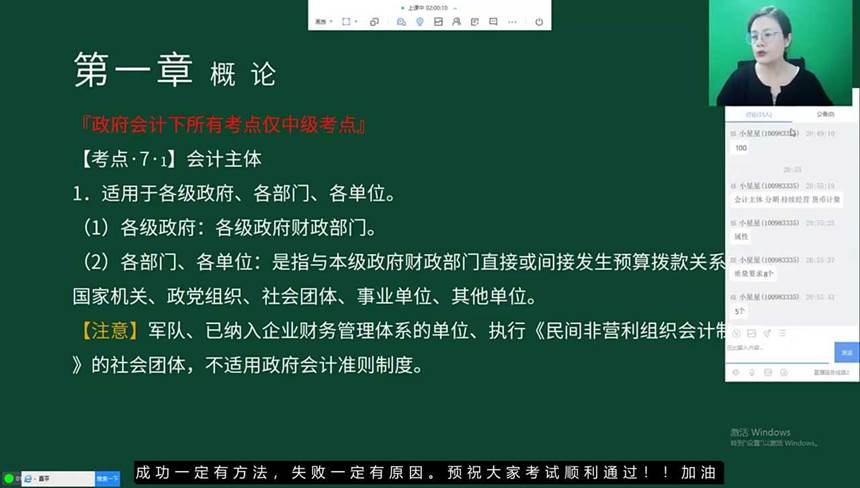 上课中 02:00:10
第一章 概 论
『政府会计下所有考点仅中级考点』
【考点·7·1】会计主体
1．适用于各级政府、各部门、各单位。
（1）各级政府：各级政府财政部门。
（2）各部门、各单位：是指与本级政府财政部门直接或间接发生预算拨款关系
国家机关、政党组织、社会团体、事业单位、其他单位。
【注意】军队、已纳入企业财务管理体系的单位、执行《民间非营利组织会计制
》的社会团体，不适用政府会计准则制度。
公告(0)
小星星(100983335) 20:49:10
100
20:55
小星星(100983335) 20:55:19
会计主体 分期 持续经营 货币计量
小星星(100983335) 20:55:25
属性
小星星(100983335) 20:55:37
质量要求 8个
小星星(100983335) 20:55:53
5个
发送
激活 Windows
转到"设置"以激活 Windows。
搜索一下
成功一定有方法，失败一定有原因。预祝大家考试顺利通过！！加油